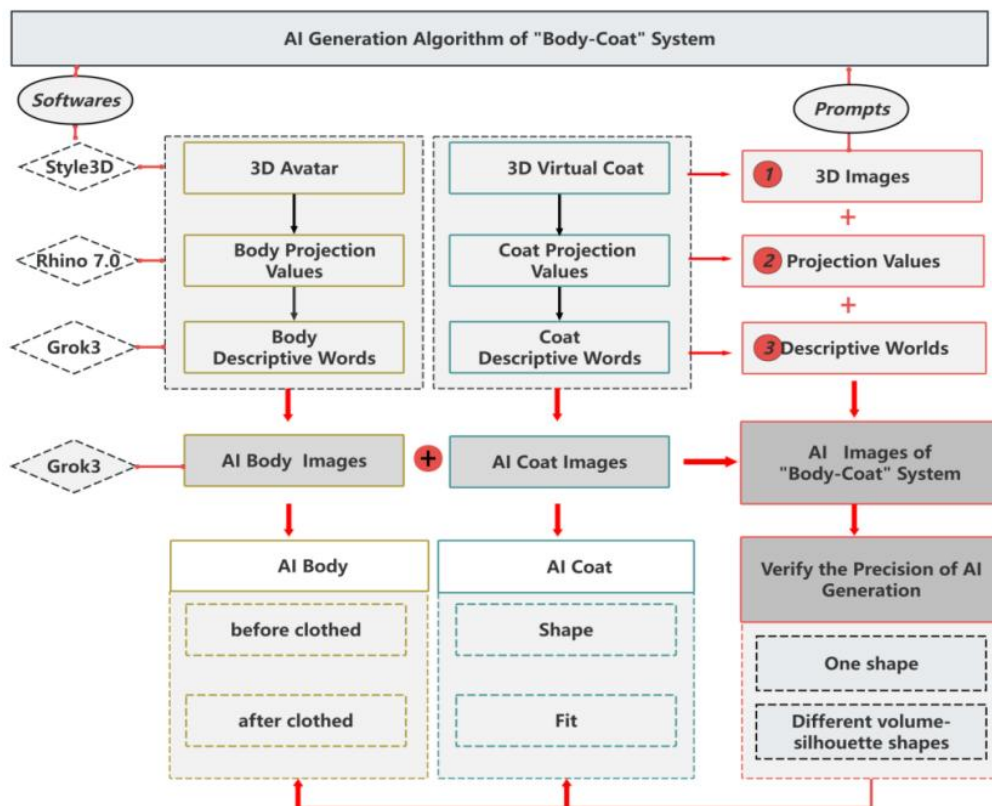 AI Generation Algorithm of "Body-Coat" System
Softwares
Prompts
Style3D
3D Avatar
3D Virtual Coat
1
3D Images
+
Rhino 7.0
Body Projection
Values
Coat Projection
Values
2
Projection Values
+
Grok3
Body
Descriptive Words
Coat
Descriptive Words
3
Descriptive Worlds
Grok3
AI Body Images
+
AI Coat Images
AI Images of
"Body-Coat" System
AI Body
AI Coat
Verify the Precision of AI
Generation
before clothed
Shape
One shape
after clothed
Fit
Different volume-
silhouette shapes